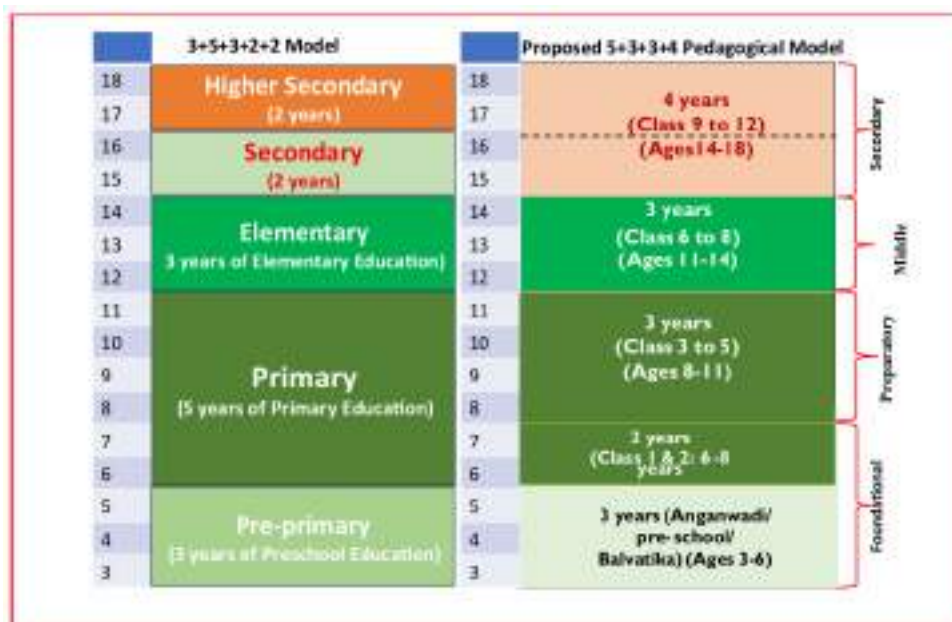 3+5+3+2+2 Model
18
17
16
15
14
13
12
11
10
9
8
7
6
5
4
3
Higher Secondary
(2 years)
Secondary
(2 years)
Elementary
3 years of Elementary Education)
Primary
(5 years of Primary Education)
Pre-primary
(3 years of Preschool Education)
Proposed 5+3+3+4 Pedagogical Model
18
17
16
15
14
13
12
11
10
9
8
7
6
5
4
3
4 years
(Class 9 to 12)
(Ages14-18)
3 years
(Class 6 to 8)
(Ages 11-14)
3 years
(Class 3 to 5)
(Ages 8-11)
2 years
(Class 1 & 2: 6-8
years
3 years (Anganwadi/
pre-school/
Balvatika) (Ages 3-6)
Secondary
Middle
Preparatory
Foundational